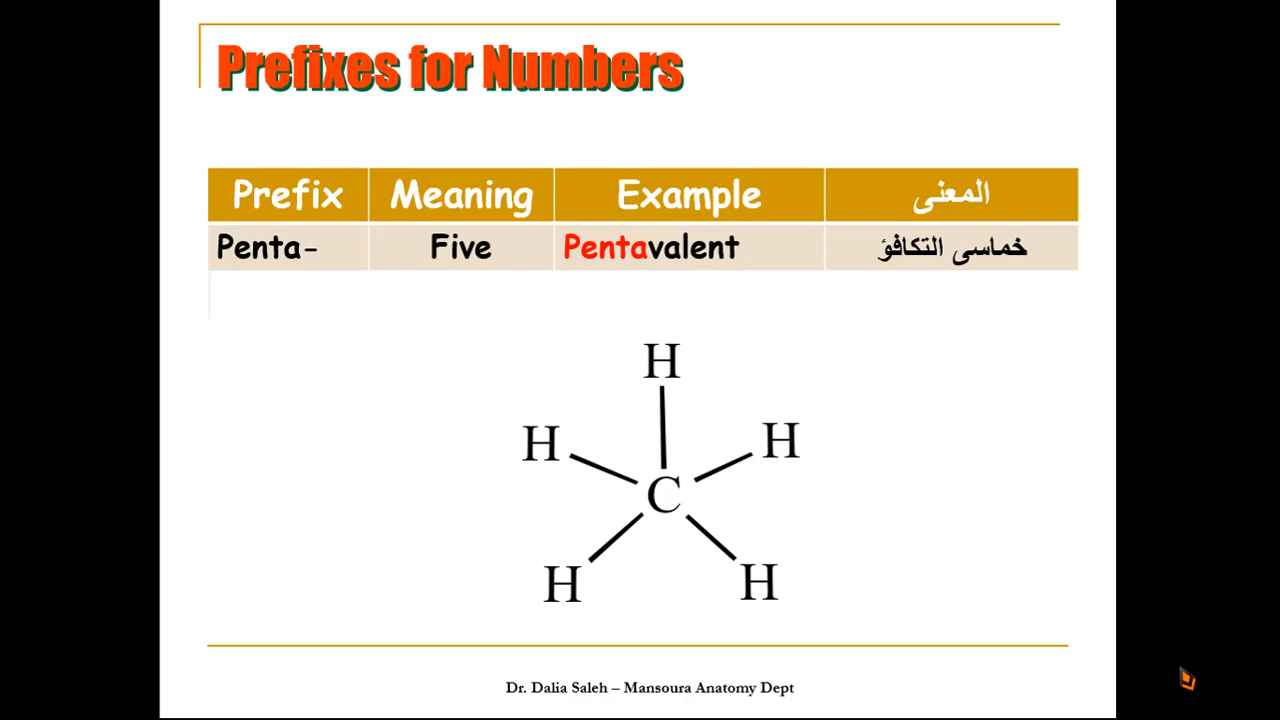 Prefixes for Numbers
Prefix Meaning Example المعنى
Penta- Five Pentavalent خماسى التكافؤ
H
H H
C
H H
Dr. Dalia Saleh – Mansoura Anatomy Dept